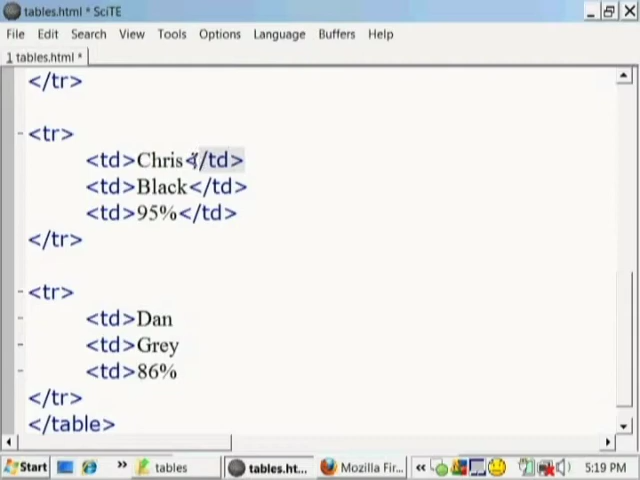 tables.html * SciTE
File Edit Search View Tools Options Language Buffers Help
1 tables.html *
</tr>
<tr>
<td>Chris</td>
<td>Black</td>
<td>95%</td>
</tr>
<tr>
<td>Dan
<td>Grey
<td>86%
</tr>
</table>
Start » tables tables.ht... Mozilla Fir... « 5:19 PM